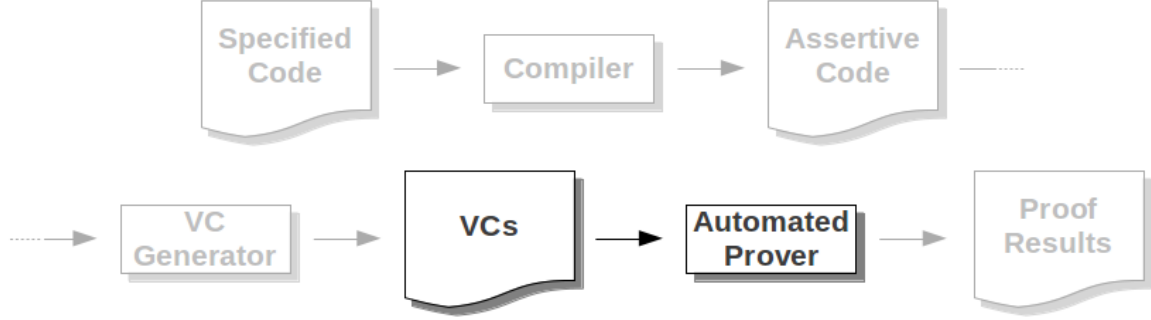 Specified
Code
Compiler
Assertive
Code
VC
Generator
VCs
Automated
Prover
Proof
Results